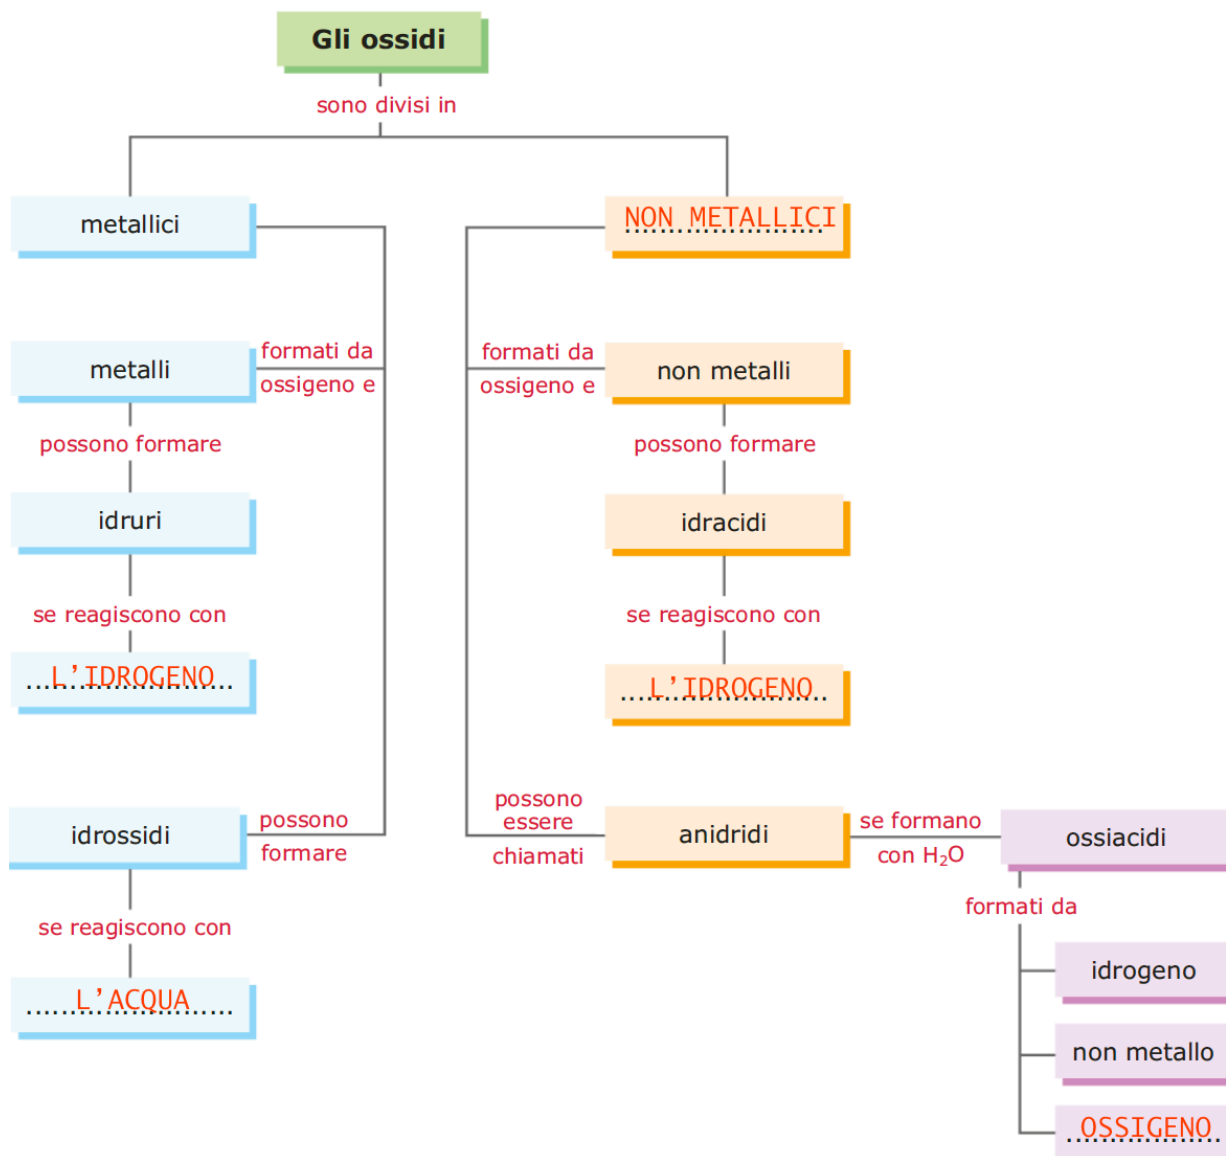 Gli ossidi
sono divisi in
metallici
NON METALLICI
formati da
ossigeno e
metalli
formati da
ossigeno e
non metalli
possono formare
possono formare
idruri
idracidi
se reagiscono con
se reagiscono con
L'IDROGENO
L'IDROGENO
idrossidi
possono
formare
possono
essere
chiamati
anidridi
se formano
con H₂O
ossiacidi
se reagiscono con
formati da
L'ACQUA
idrogeno
non metallo
OSSIGENO